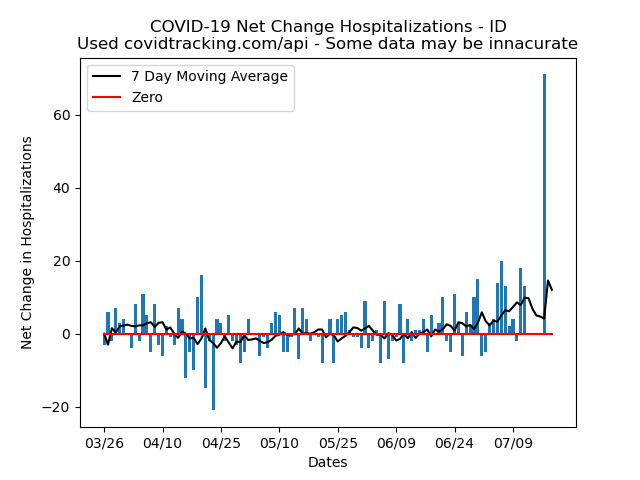 COVID-19 Net Change Hospitalizations - ID
Used covidtracking.com/api - Some data may be innacurate
7 Day Moving Average
Zero
Net Change in Hospitalizations
60
40
20
0
−20
03/26 04/10 04/25 05/10 05/25 06/09 06/24 07/09
Dates